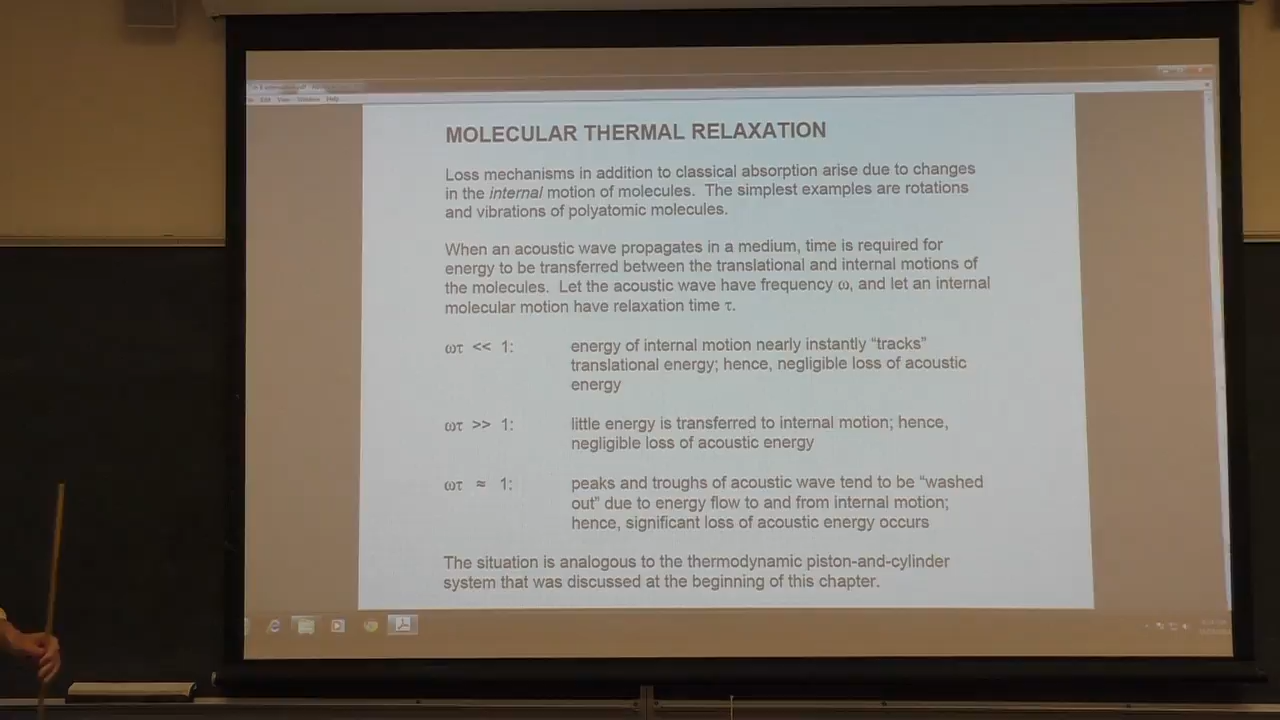 Edit View Window Help
MOLECULAR THERMAL RELAXATION
Loss mechanisms in addition to classical absorption arise due to changes
in the internal motion of molecules. The simplest examples are rotations
and vibrations of polyatomic molecules.
When an acoustic wave propagates in a medium, time is required for
energy to be transferred between the translational and internal motions of
the molecules. Let the acoustic wave have frequency ω, and let an internal
molecular motion have relaxation time τ.
ωτ << 1: energy of internal motion nearly instantly “tracks”
translational energy; hence, negligible loss of acoustic
energy
ωτ >> 1: little energy is transferred to internal motion; hence,
negligible loss of acoustic energy
ωτ ≈ 1: peaks and troughs of acoustic wave tend to be “washed
out” due to energy flow to and from internal motion;
hence, significant loss of acoustic energy occurs
The situation is analogous to the thermodynamic piston-and-cylinder
system that was discussed at the beginning of this chapter.